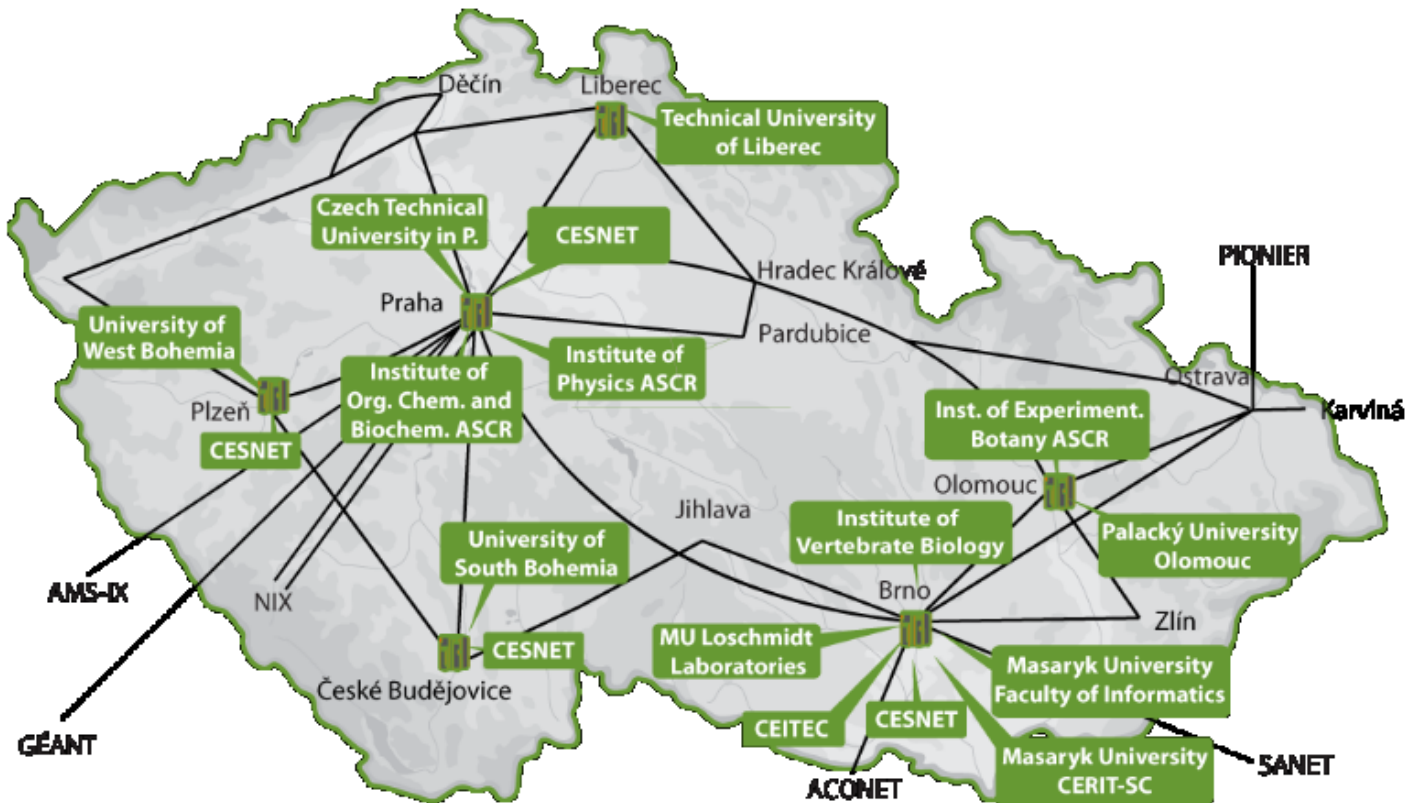 Děčín
Liberec
Technical University
of Liberec
Czech Technical
University in P.
CESNET
PIONIER
Hradec Králové
Praha
University of
West Bohemia
Pardubice
Institute of
Physics ASCR
Institute of
Org. Chem. and
Biochem. ASCR
Ostrava
Karviná
Plzeň
CESNET
Inst. of Experiment.
Botany ASCR
Olomouc
Jihlava
Institute of
Vertebrate Biology
Palacký University
Olomouc
University of
South Bohemia
AMS-IX
NIX
Brno
Zlín
CESNET
MU Loschmidt
Laboratories
Masaryk University
Faculty of Informatics
České Budějovice
CEITEC
CESNET
GÉANT
Masaryk University
CERIT-SC
SANET
ACONET